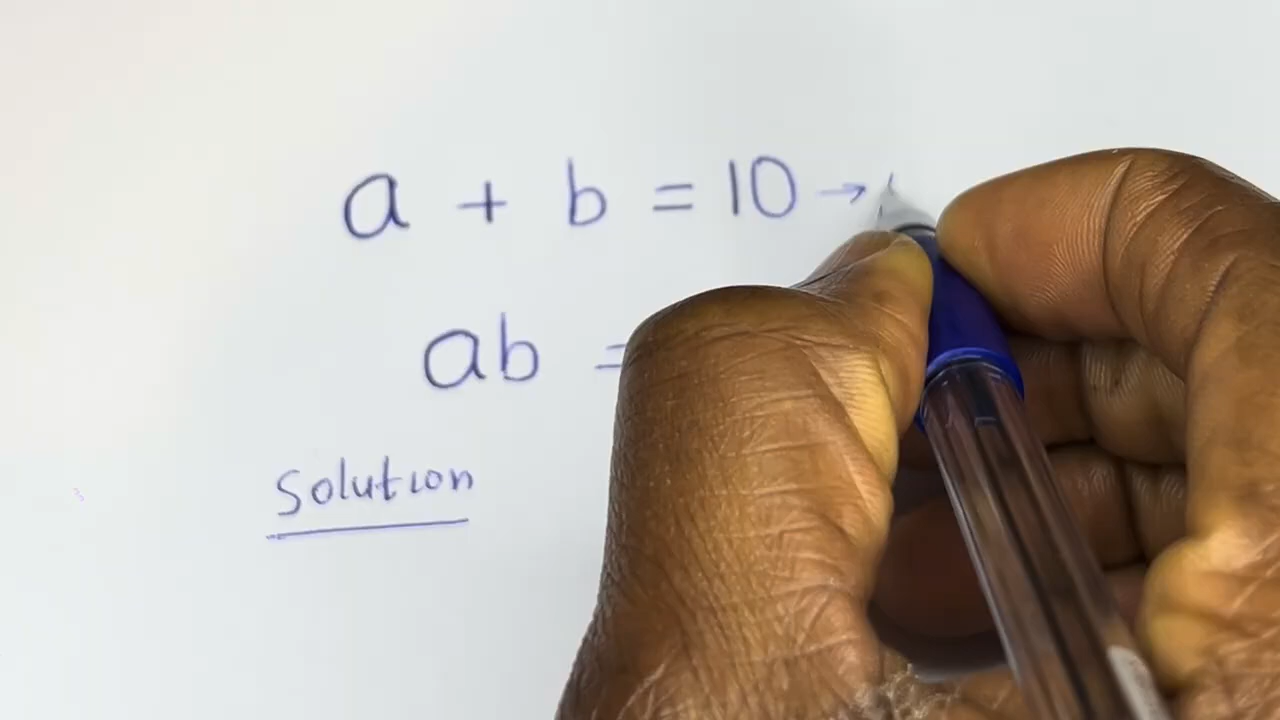 a + b = 10 →
ab =
Solution